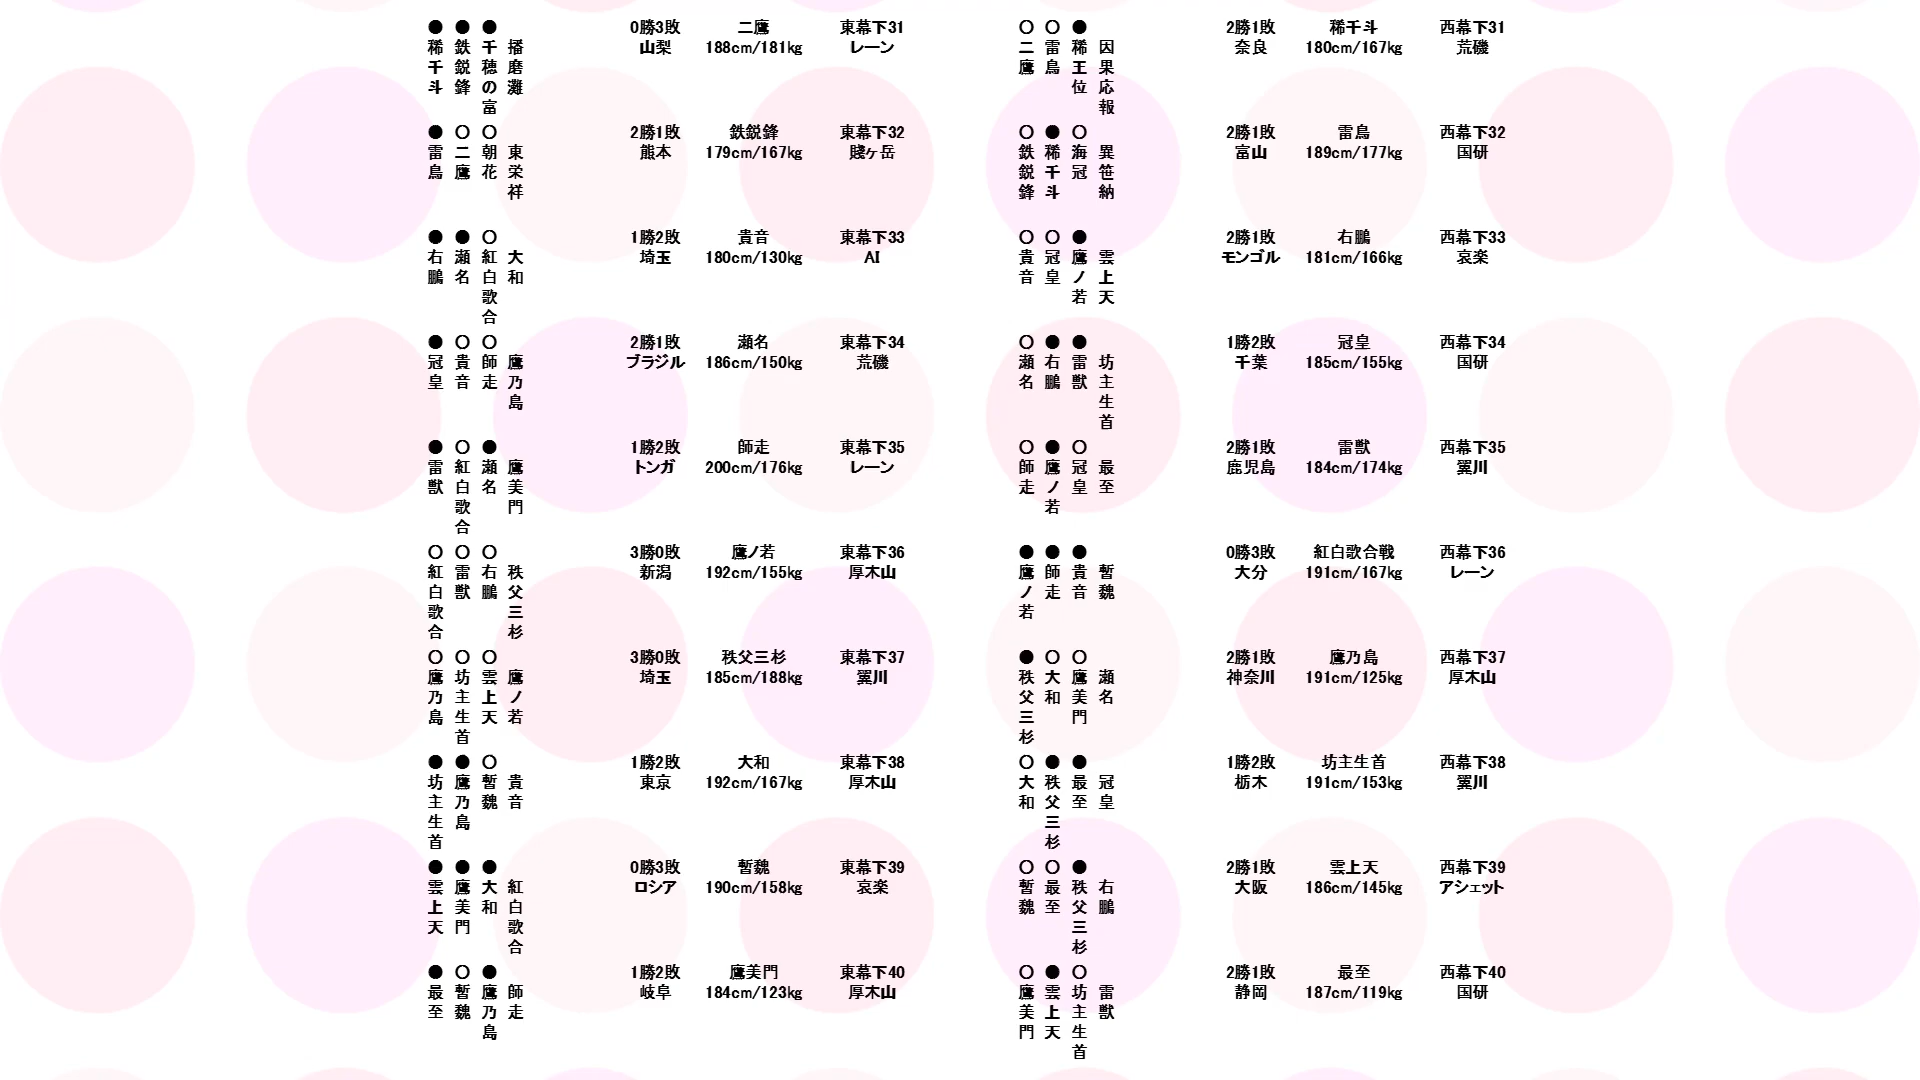 ●●●　0勝3敗 二鷹 東幕下31
稀千斗 鉄鋭鋒 千穂の富 播磨灘　山梨 188cm/181kg レーン
○○●　2勝1敗 稀千斗 西幕下31
二鷹 雷鳥 稀王位 因果応報　奈良 180cm/167kg 荒磯
●○○　2勝1敗 鉄鋭鋒 東幕下32
雷鳥 二鷹 朝花 東栄祥　熊本 179cm/167kg 賤ヶ岳
○●○　2勝1敗 雷鳥 西幕下32
鉄鋭鋒 稀千斗 海冠 異笹納　富山 189cm/177kg 国研
●●○　1勝2敗 貴音 東幕下33
右鵬 瀬名 紅白歌合 大和　埼玉 180cm/130kg AI
○○●　2勝1敗 右鵬 西幕下33
貴音 冠皇 鷹ノ若 雲上天　モンゴル 181cm/166kg 哀楽
●○○　2勝1敗 瀬名 東幕下34
冠皇 貴音 師走 鷹乃島　ブラジル 186cm/150kg 荒磯
○●●　1勝2敗 冠皇 西幕下34
瀬名 右鵬 雷獣 坊主生首　千葉 185cm/155kg 国研
●○●　1勝2敗 師走 東幕下35
雷獣 紅白歌合 瀬名 鷹美門　トンガ 200cm/176kg レーン
○●○　2勝1敗 雷獣 西幕下35
師走 鷹ノ若 冠皇 最至　鹿児島 184cm/174kg 翼川
○○○　3勝0敗 鷹ノ若 東幕下36
紅白歌合 雷獣 右鵬 秩父三杉　新潟 192cm/155kg 厚木山
●●●　0勝3敗 紅白歌合戦 西幕下36
鷹ノ若 師走 貴音 暫魏　大分 191cm/167kg レーン
○○○　3勝0敗 秩父三杉 東幕下37
鷹乃島 坊主生首 雲上天 鷹ノ若　埼玉 185cm/188kg 翼川
●○○　2勝1敗 鷹乃島 西幕下37
秩父三杉 大和 鷹美門 瀬名　神奈川 191cm/125kg 厚木山
●●○　1勝2敗 大和 東幕下38
坊主生首 鷹乃島 暫魏 貴音　東京 192cm/167kg 厚木山
○●●　1勝2敗 坊主生首 西幕下38
大和 秩父三杉 最至 冠皇　栃木 191cm/153kg 翼川
●●●　0勝3敗 暫魏 東幕下39
雲上天 鷹美門 大和 紅白歌合　ロシア 190cm/158kg 哀楽
○○●　2勝1敗 雲上天 西幕下39
暫魏 最至 秩父三杉 右鵬　大阪 186cm/145kg アシェット
●○●　1勝2敗 鷹美門 東幕下40
最至 暫魏 鷹乃島 師走　岐阜 184cm/123kg 厚木山
○●○　2勝1敗 最至 西幕下40
鷹美門 雲上天 坊主生首 雷獣　静岡 187cm/119kg 国研